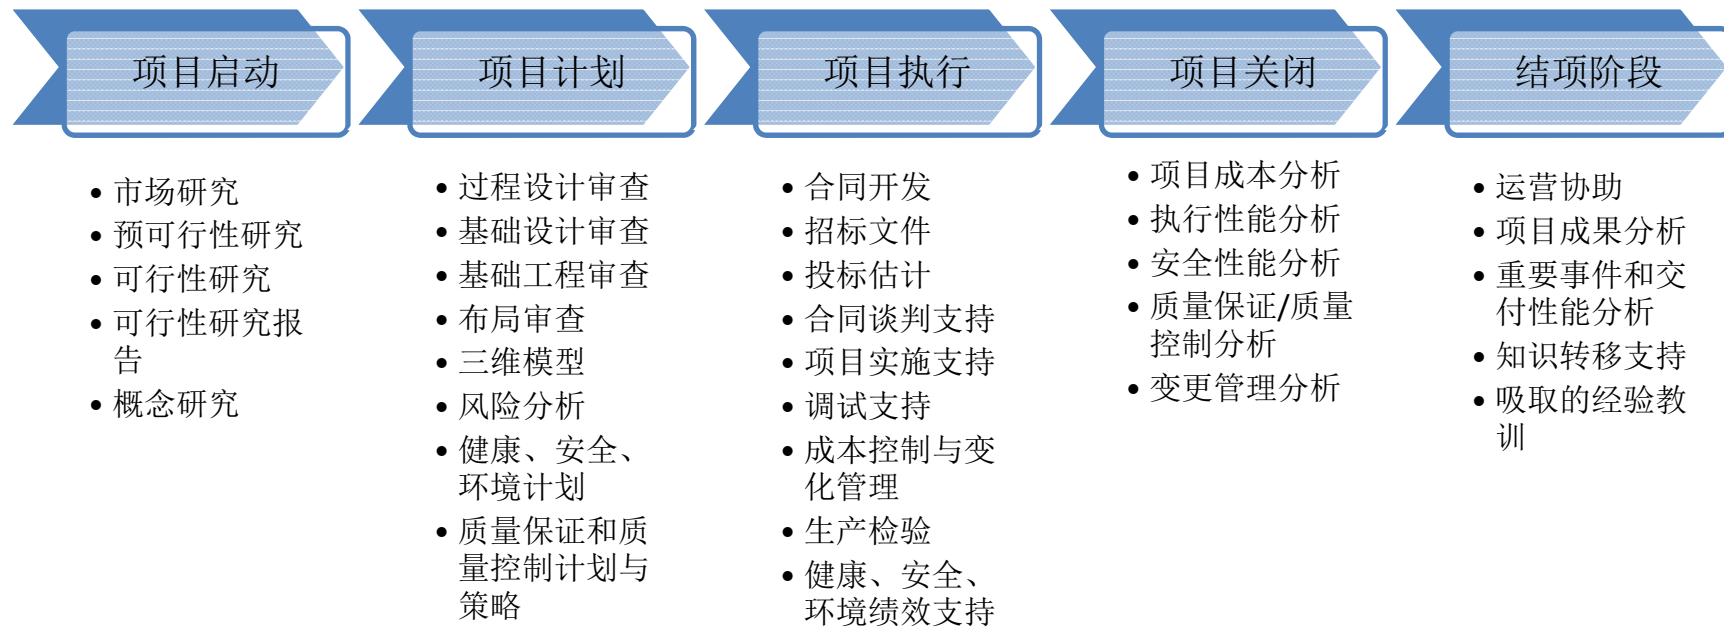 项目启动
• 市场研究
• 预可行性研究
• 可行性研究
• 可行性研究报
告
• 概念研究
项目计划
• 过程设计审查
• 基础设计审查
• 基础工程审查
• 布局审查
• 三维模型
• 风险分析
• 健康、安全、
环境计划
• 质量保证和质
量控制计划与
策略
项目执行
• 合同开发
• 招标文件
• 投标估计
• 合同谈判支持
• 项目实施支持
• 调试支持
• 成本控制与变
化管理
• 生产检验
• 健康、安全、
环境绩效支持
项目关闭
• 项目成本分析
• 执行性能分析
• 安全性能分析
• 质量保证/质量
控制分析
• 变更管理分析
结项阶段
• 运营协助
• 项目成果分析
• 重要事件和交
付性能分析
• 知识转移支持
• 吸取的经验教
训